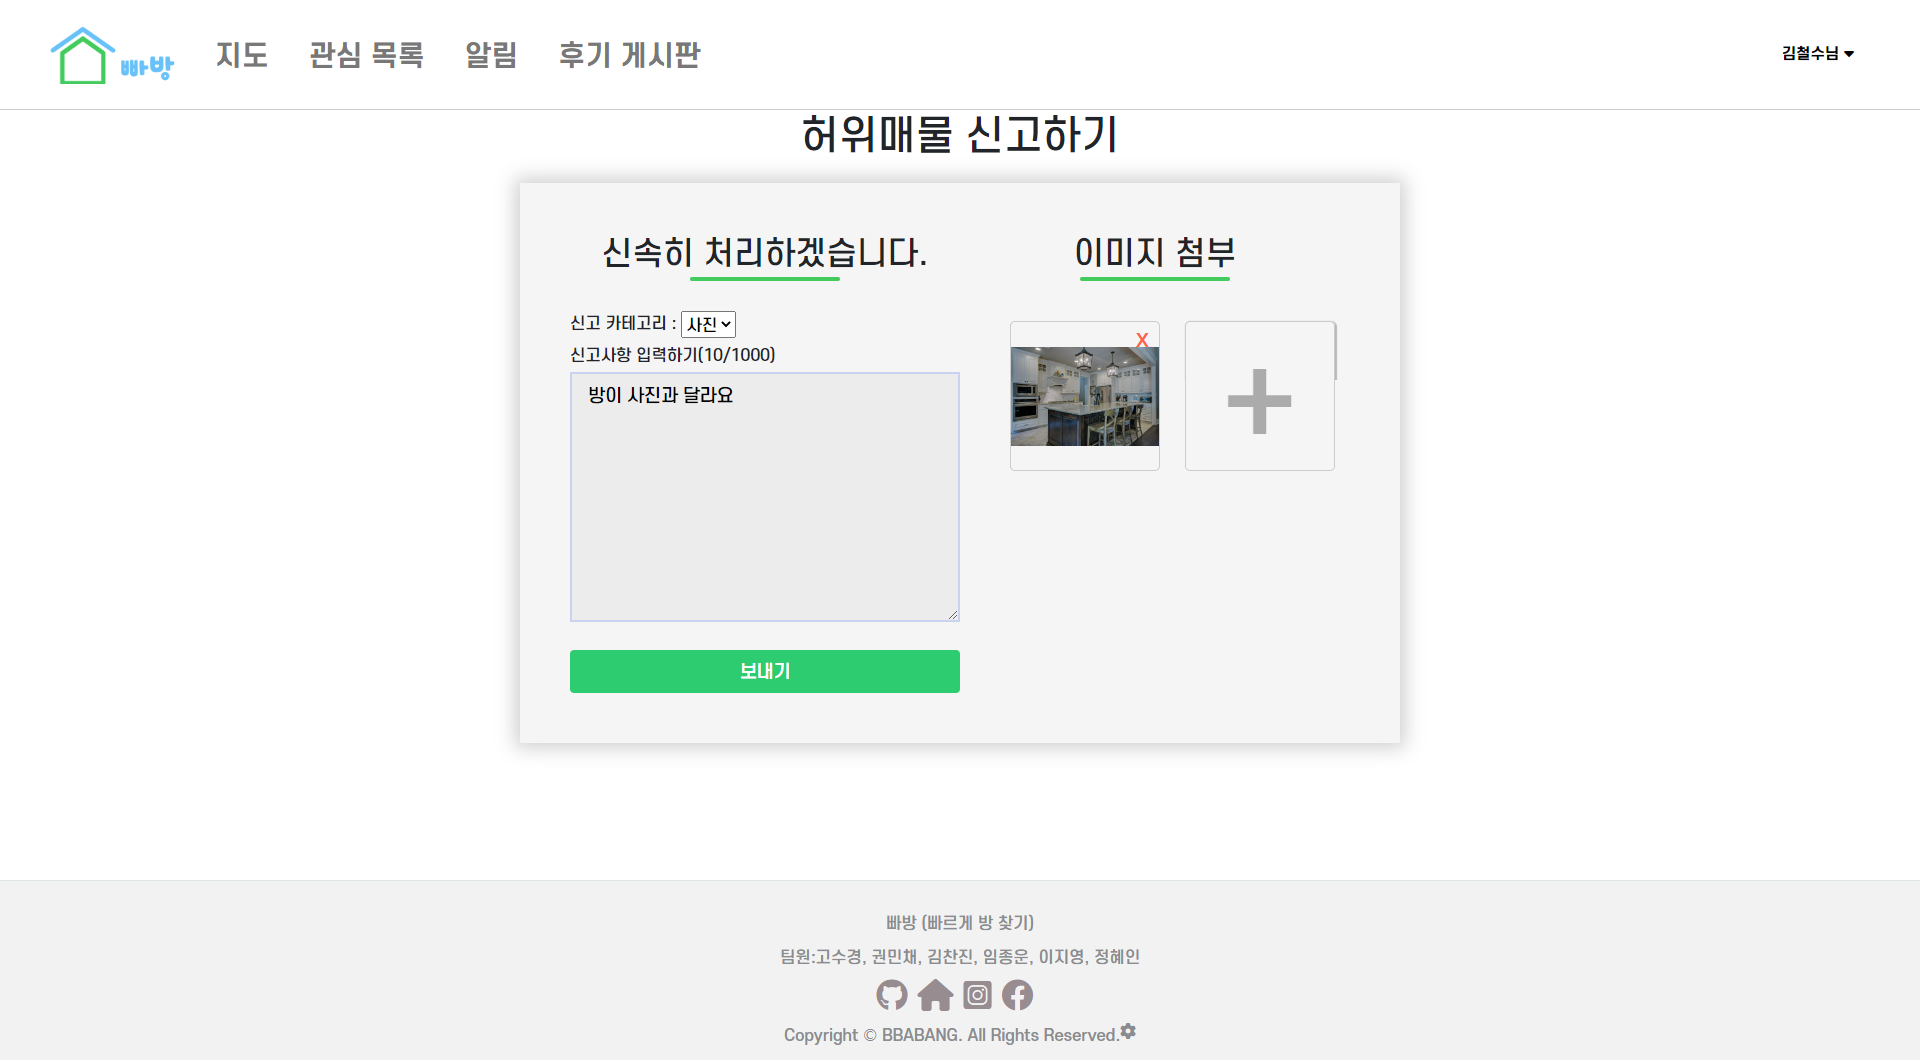 빠방 지도 관심 목록 알림 후기 게시판 김철수님
허위매물 신고하기
신속히 처리하겠습니다.
신고 카테고리 : 사진
신고사항 입력하기(10/1000)
방이 사진과 달라요
보내기
이미지 첨부
X
빠방 (빠르게 방 찾기)
팀원:고수경, 권민채, 김찬진, 임종운, 이지영, 정혜인
Copyright © BBABANG. All Rights Reserved.